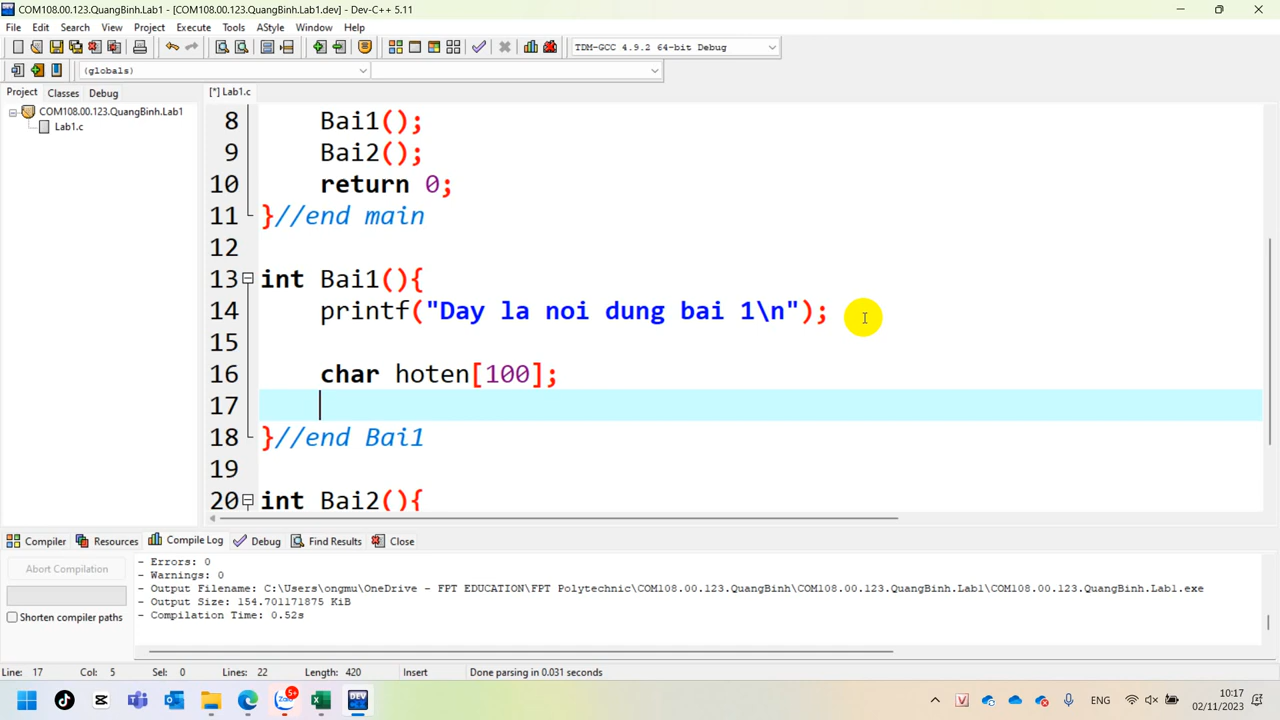 COM108.00.123.QuangBinh.Lab1 - [COM108.00.123.QuangBinh.Lab1.dev] - Dev-C++ 5.11
File Edit Search View Project Execute Tools AStyle Window Help
TDM-GCC 4.9.2 64-bit Debug
(globals)
Project Classes Debug
[*] Lab1.c
COM108.00.123.QuangBinh.Lab1
Lab1.c
8 Bai1();
9 Bai2();
10 return 0;
11 }//end main
12
13 int Bai1(){
14 printf("Day la noi dung bai 1\n");
15
16 char hoten[100];
17
18 }//end Bai1
19
20 int Bai2(){
Compiler Resources Compile Log Debug Find Results Close
Abort Compilation
Shorten compiler paths
- Errors: 0
- Warnings: 0
- Output Filename: C:\Users\ongmu\OneDrive - FPT EDUCATION\FPT Polytechnic\COM108.00.123.QuangBinh\COM108.00.123.QuangBinh.Lab1\COM108.00.123.QuangBinh.Lab1.exe
- Output Size: 154.701171875 KiB
- Compilation Time: 0.52s
Line: 17 Col: 5 Sel: 0 Lines: 22 Length: 420 Insert Done parsing in 0.031 seconds
5+
Zalo
DEV
V
ENG
10:17
02/11/2023